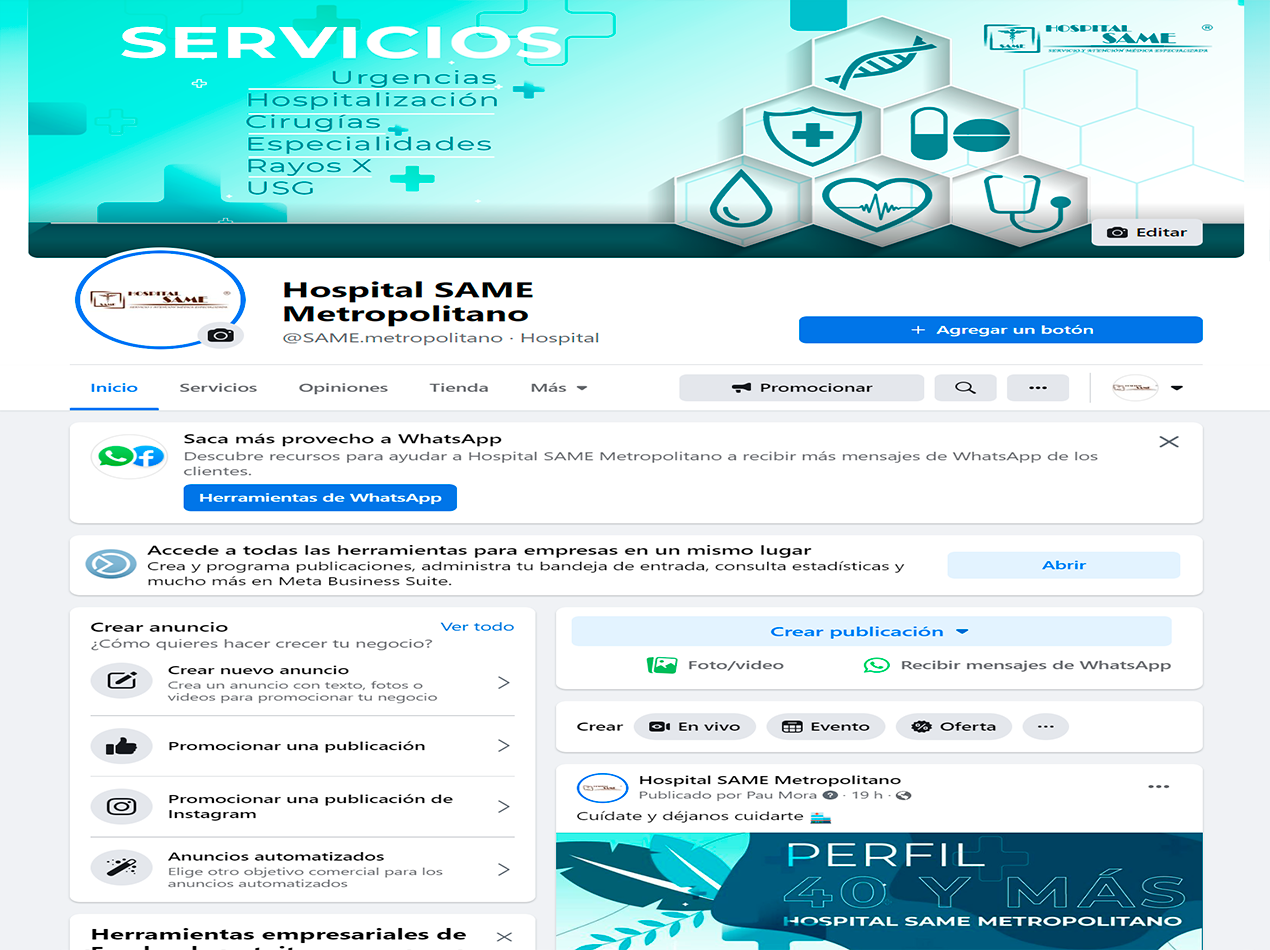 SERVICIOS
Urgencias
Hospitalización
Cirugías
Especialidades
Rayos X
USG
HOSPITAL
SAME
®
SERVICIO Y ATENCIÓN MÉDICA ESPECIALIZADA
SAME
Editar
HOSPITAL
SAME
®
SAME
Hospital SAME
Metropolitano
@SAME.metropolitano · Hospital
+ Agregar un botón
Inicio Servicios Opiniones Tienda Más
Promocionar
Saca más provecho a WhatsApp
Descubre recursos para ayudar a Hospital SAME Metropolitano a recibir más mensajes de WhatsApp de los
clientes.
Herramientas de WhatsApp
Accede a todas las herramientas para empresas en un mismo lugar
Crea y programa publicaciones, administra tu bandeja de entrada, consulta estadísticas y
mucho más en Meta Business Suite.
Abrir
Crear anuncio
Ver todo
¿Cómo quieres hacer crecer tu negocio?
Crear nuevo anuncio
Crea un anuncio con texto, fotos o
videos para promocionar tu negocio
Promocionar una publicación
Promocionar una publicación de
Instagram
Anuncios automatizados
Elige otro objetivo comercial para los
anuncios automatizados
Herramientas empresariales de
Crear publicación
Foto/video
Recibir mensajes de WhatsApp
Crear
En vivo
Evento
Oferta
Hospital SAME Metropolitano
Publicado por Pau Mora · 19 h ·
Cuídate y déjanos cuidarte
PERFIL
40 Y MÁS
HOSPITAL SAME METROPOLITANO